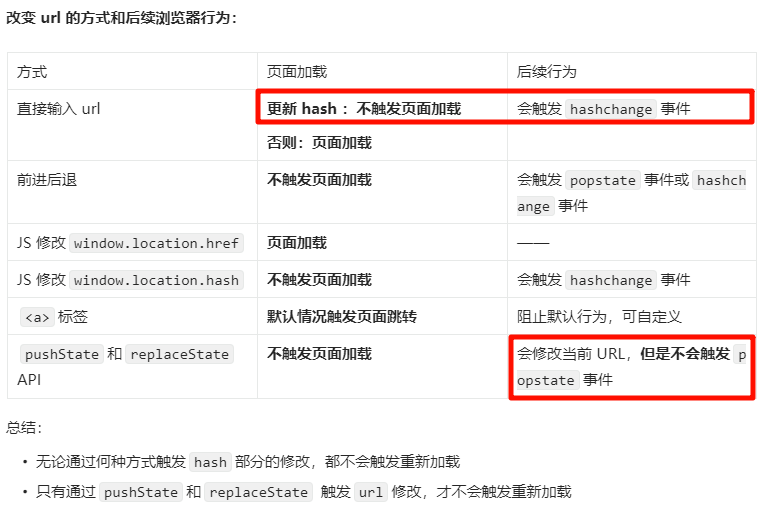 改变 url 的方式和后续浏览器行为：
方式 页面加载 后续行为
直接输入 url 更新 hash ：不触发页面加载 会触发 hashchange 事件
否则：页面加载
前进后退 不触发页面加载 会触发 popstate 事件或 hashch
ange 事件
JS 修改 window.location.href 页面加载 ——
JS 修改 window.location.hash 不触发页面加载 会触发 hashchange 事件
<a> 标签 默认情况触发页面跳转 阻止默认行为，可自定义
pushState 和 replaceState 不触发页面加载 会修改当前 URL，但是不会触发 p
API opstate 事件
总结：
• 无论通过何种方式触发 hash 部分的修改，都不会触发重新加载
• 只有通过 pushState 和 replaceState 触发 url 修改，才不会触发重新加载